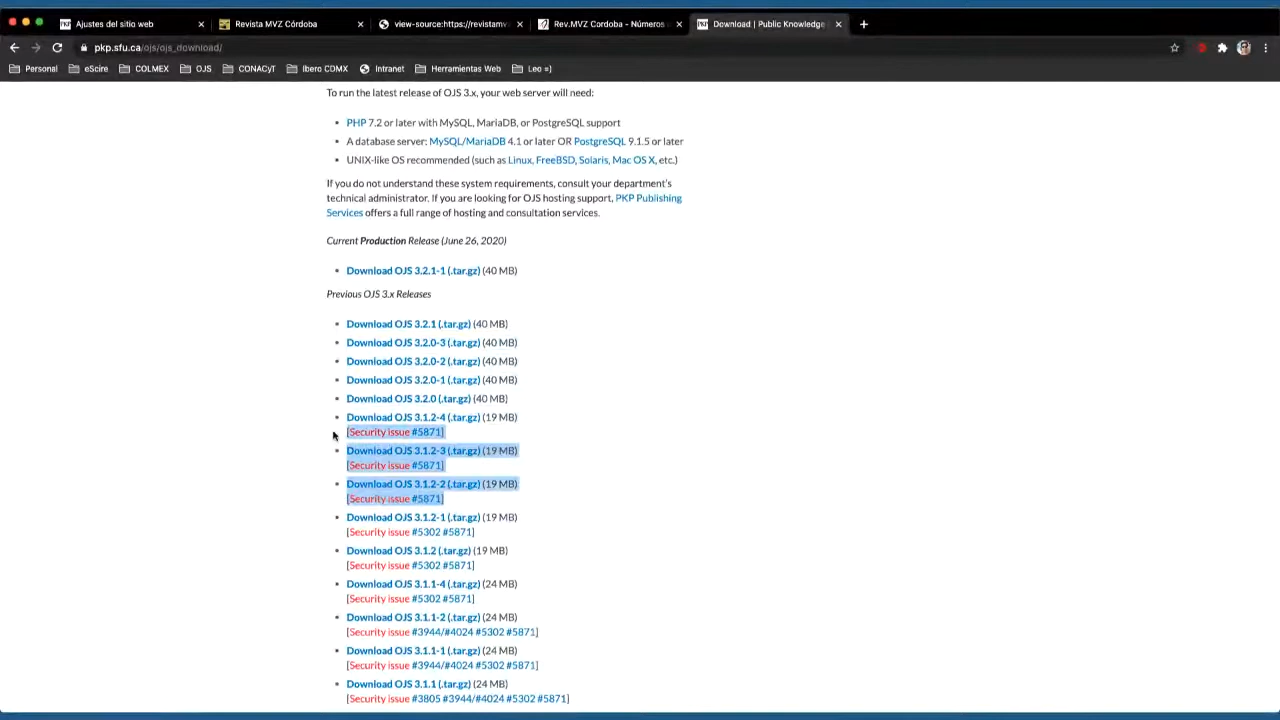 Ajustes del sitio web
Revista MVZ Córdoba
view-source:https://revistamv
Rev.MVZ Cordoba - Números
Download | Public Knowledge
pkp.sfu.ca/ojs/ojs_download/
Personal
eScire
COLMEX
OJS
CONACyT
Ibero CDMX
Intranet
Herramientas Web
Leo =)
To run the latest release of OJS 3.x, your web server will need:
PHP 7.2 or later with MySQL, MariaDB, or PostgreSQL support
A database server: MySQL/MariaDB 4.1 or later OR PostgreSQL 9.1.5 or later
UNIX-like OS recommended (such as Linux, FreeBSD, Solaris, Mac OS X, etc.)
If you do not understand these system requirements, consult your department's
technical administrator. If you are looking for OJS hosting support, PKP Publishing
Services offers a full range of hosting and consultation services.
Current Production Release (June 26, 2020)
Download OJS 3.2.1-1 (.tar.gz) (40 MB)
Previous OJS 3.x Releases
Download OJS 3.2.1 (.tar.gz) (40 MB)
Download OJS 3.2.0-3 (.tar.gz) (40 MB)
Download OJS 3.2.0-2 (.tar.gz) (40 MB)
Download OJS 3.2.0-1 (.tar.gz) (40 MB)
Download OJS 3.2.0 (.tar.gz) (40 MB)
Download OJS 3.1.2-4 (.tar.gz) (19 MB)
[Security issue #5871]
Download OJS 3.1.2-3 (.tar.gz) (19 MB)
[Security issue #5871]
Download OJS 3.1.2-2 (.tar.gz) (19 MB)
[Security issue #5871]
Download OJS 3.1.2-1 (.tar.gz) (19 MB)
[Security issue #5302 #5871]
Download OJS 3.1.2 (.tar.gz) (19 MB)
[Security issue #5302 #5871]
Download OJS 3.1.1-4 (.tar.gz) (24 MB)
[Security issue #5302 #5871]
Download OJS 3.1.1-2 (.tar.gz) (24 MB)
[Security issue #3944/#4024 #5302 #5871]
Download OJS 3.1.1-1 (.tar.gz) (24 MB)
[Security issue #3944/#4024 #5302 #5871]
Download OJS 3.1.1 (.tar.gz) (24 MB)
[Security issue #3805 #3944/#4024 #5302 #5871]